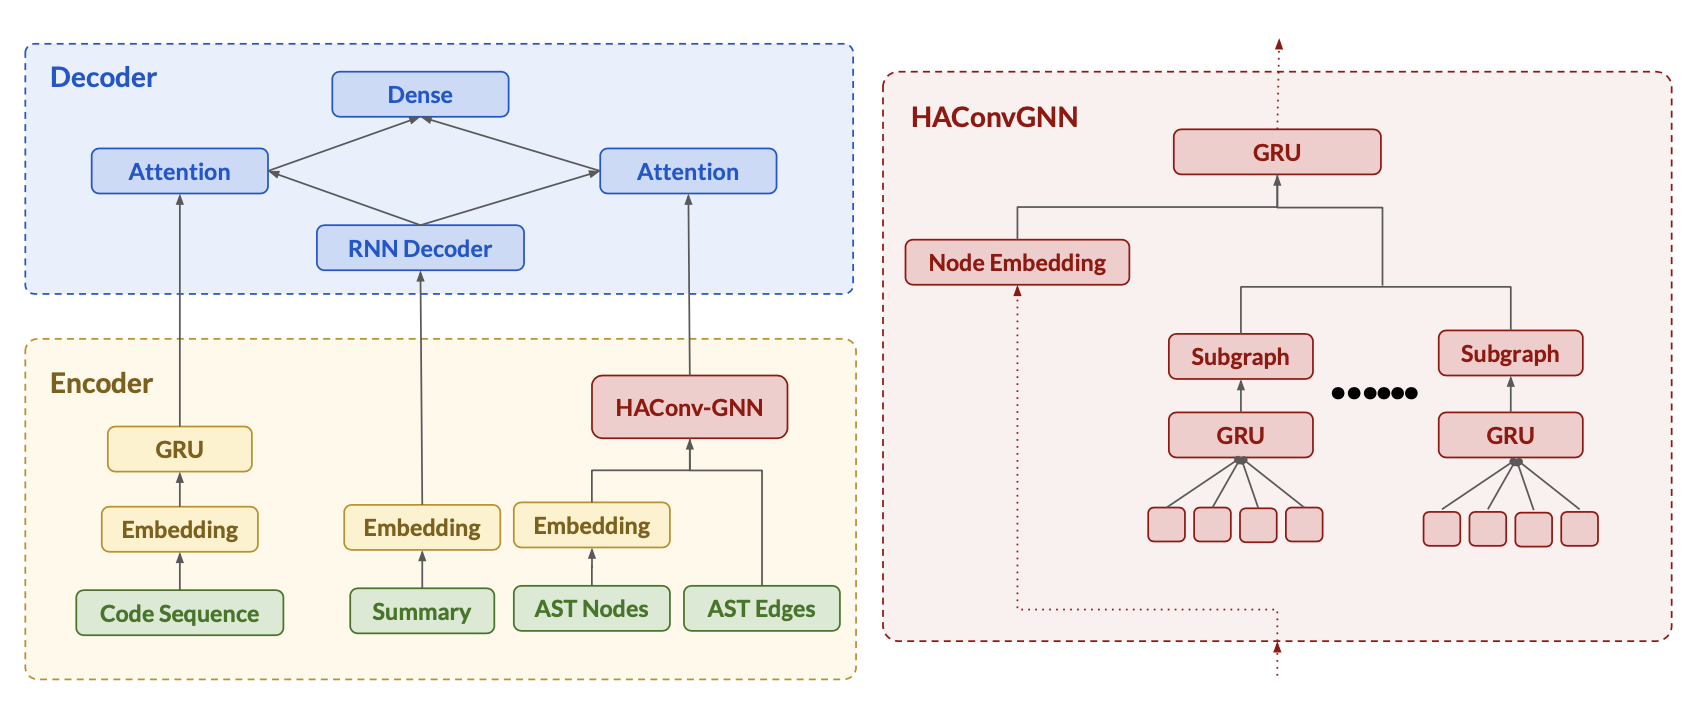 Decoder
Dense
Attention
Attention
RNN Decoder
Encoder
HAConv-GNN
GRU
Embedding
Embedding
Embedding
Code Sequence
Summary
AST Nodes
AST Edges
HAConvGNN
GRU
Node Embedding
Subgraph
Subgraph
GRU
GRU